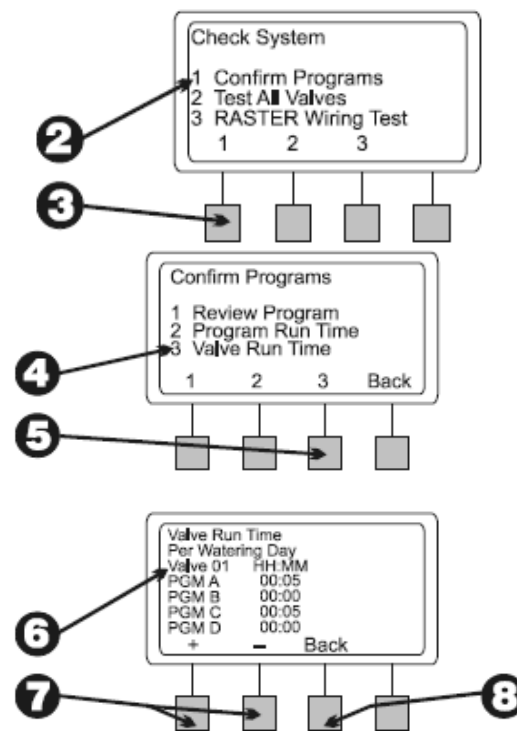 Check System
1 Confirm Programs
2 Test All Valves
3 RASTER Wiring Test
1 2 3
2
3
Confirm Programs
1 Review Program
2 Program Run Time
3 Valve Run Time
1 2 3 Back
4
5
Valve Run Time
Per Watering Day
Valve 01 HH:MM
PGM A 00:05
PGM B 00:00
PGM C 00:05
PGM D 00:00
+ – Back
6
7
8